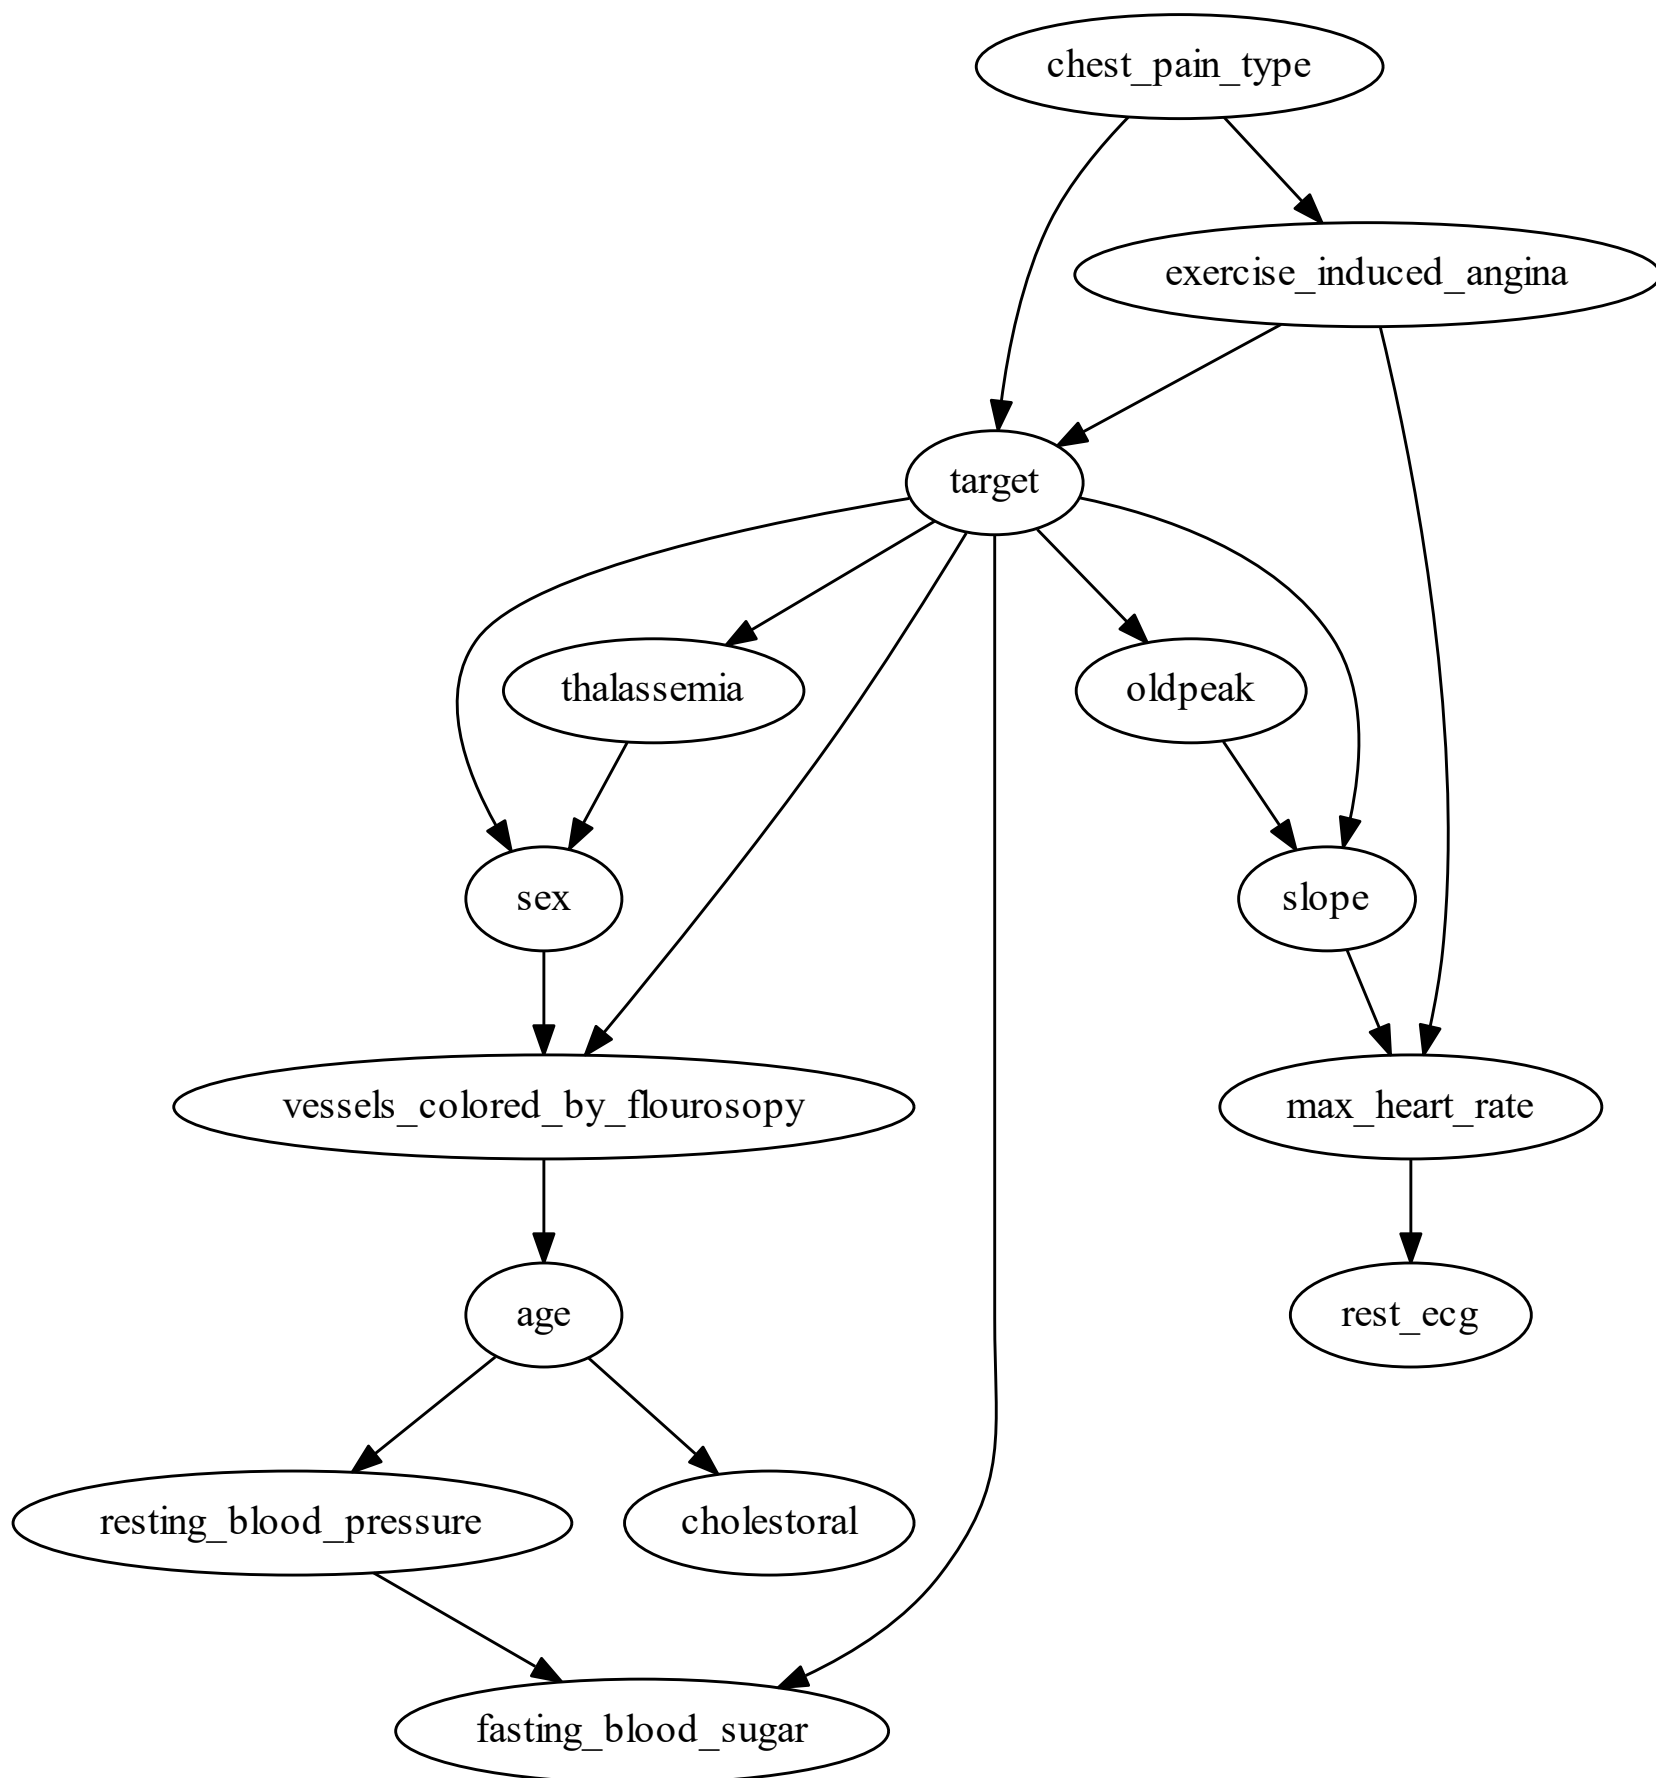 chest_pain_type
exercise_induced_angina
target
thalassemia
oldpeak
sex
slope
vessels_colored_by_flourosopy
max_heart_rate
age
rest_ecg
resting_blood_pressure
cholestoral
fasting_blood_sugar